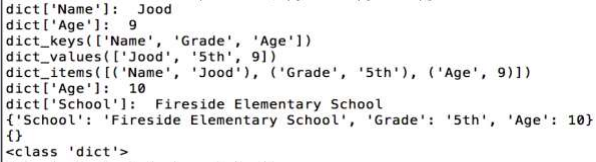 dict['Name']:  Jood
dict['Age']:  9
dict_keys(['Name', 'Grade', 'Age'])
dict_values(['Jood', '5th', 9])
dict_items([('Name', 'Jood'), ('Grade', '5th'), ('Age', 9)])
dict['Age']:  10
dict['School']:  Fireside Elementary School
{'School': 'Fireside Elementary School', 'Grade': '5th', 'Age': 10}
{}
<class 'dict'>